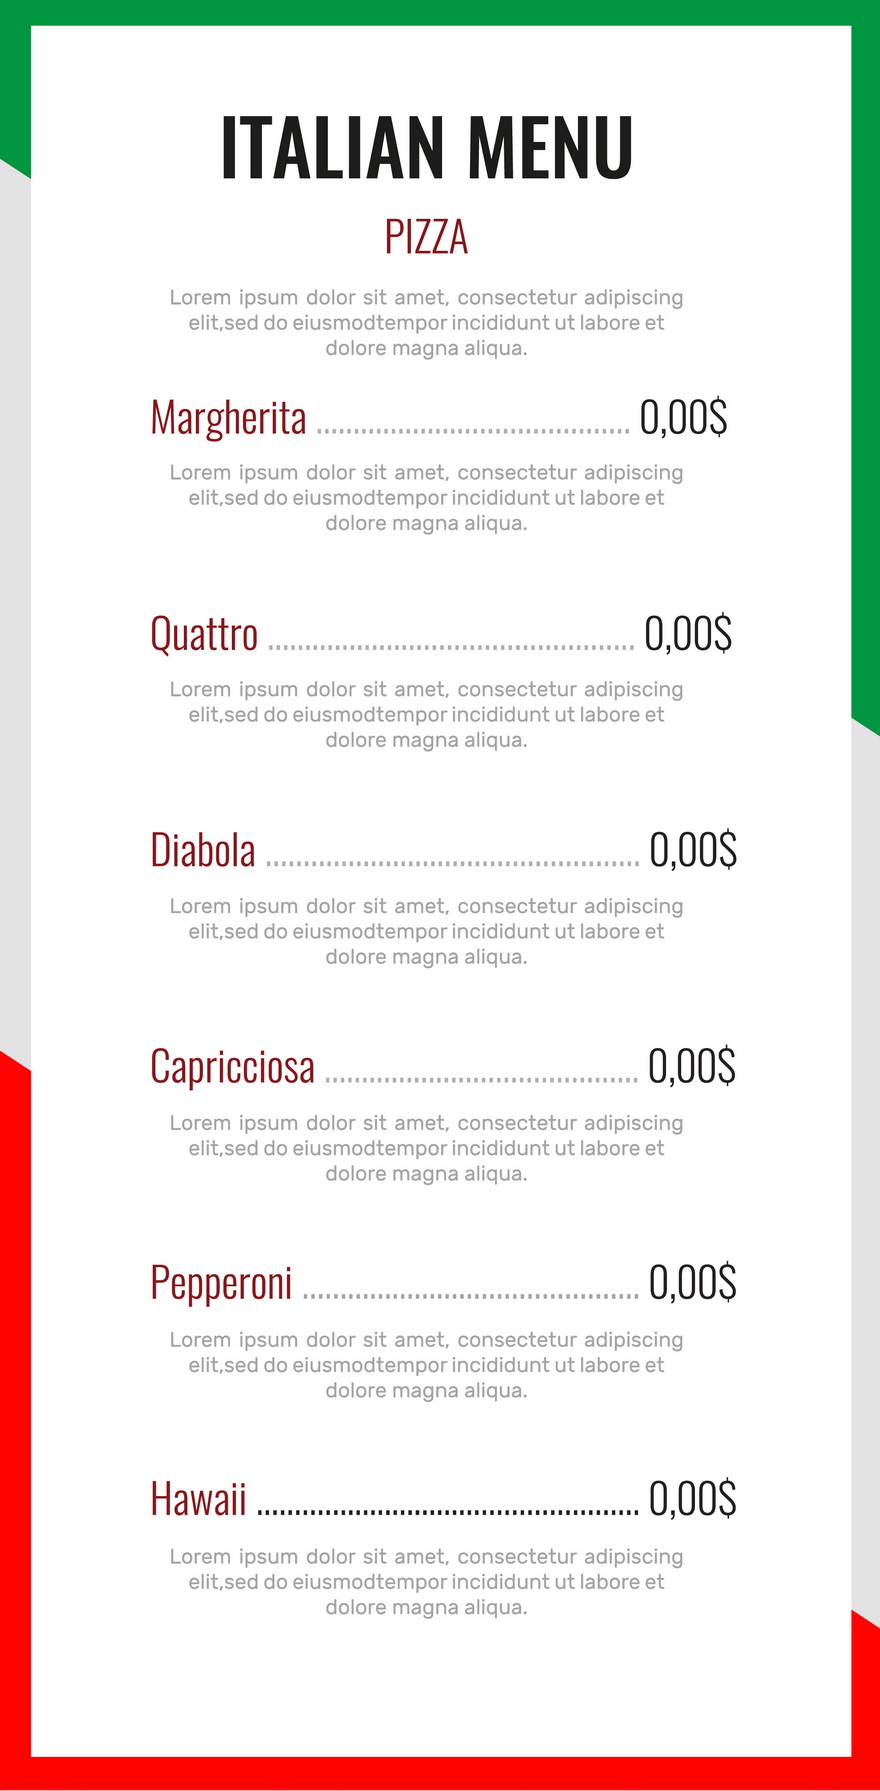 ITALIAN MENU
PIZZA
Lorem ipsum dolor sit amet, consectetur adipiscing
elit,sed do eiusmodtempor incididunt ut labore et
dolore magna aliqua.
Margherita ........................................... 0,00$
Lorem ipsum dolor sit amet, consectetur adipiscing
elit,sed do eiusmodtempor incididunt ut labore et
dolore magna aliqua.
Quattro .................................................. 0,00$
Lorem ipsum dolor sit amet, consectetur adipiscing
elit,sed do eiusmodtempor incididunt ut labore et
dolore magna aliqua.
Diabola ................................................... 0,00$
Lorem ipsum dolor sit amet, consectetur adipiscing
elit,sed do eiusmodtempor incididunt ut labore et
dolore magna aliqua.
Capricciosa ........................................... 0,00$
Lorem ipsum dolor sit amet, consectetur adipiscing
elit,sed do eiusmodtempor incididunt ut labore et
dolore magna aliqua.
Pepperoni .............................................. 0,00$
Lorem ipsum dolor sit amet, consectetur adipiscing
elit,sed do eiusmodtempor incididunt ut labore et
dolore magna aliqua.
Hawaii .................................................... 0,00$
Lorem ipsum dolor sit amet, consectetur adipiscing
elit,sed do eiusmodtempor incididunt ut labore et
dolore magna aliqua.